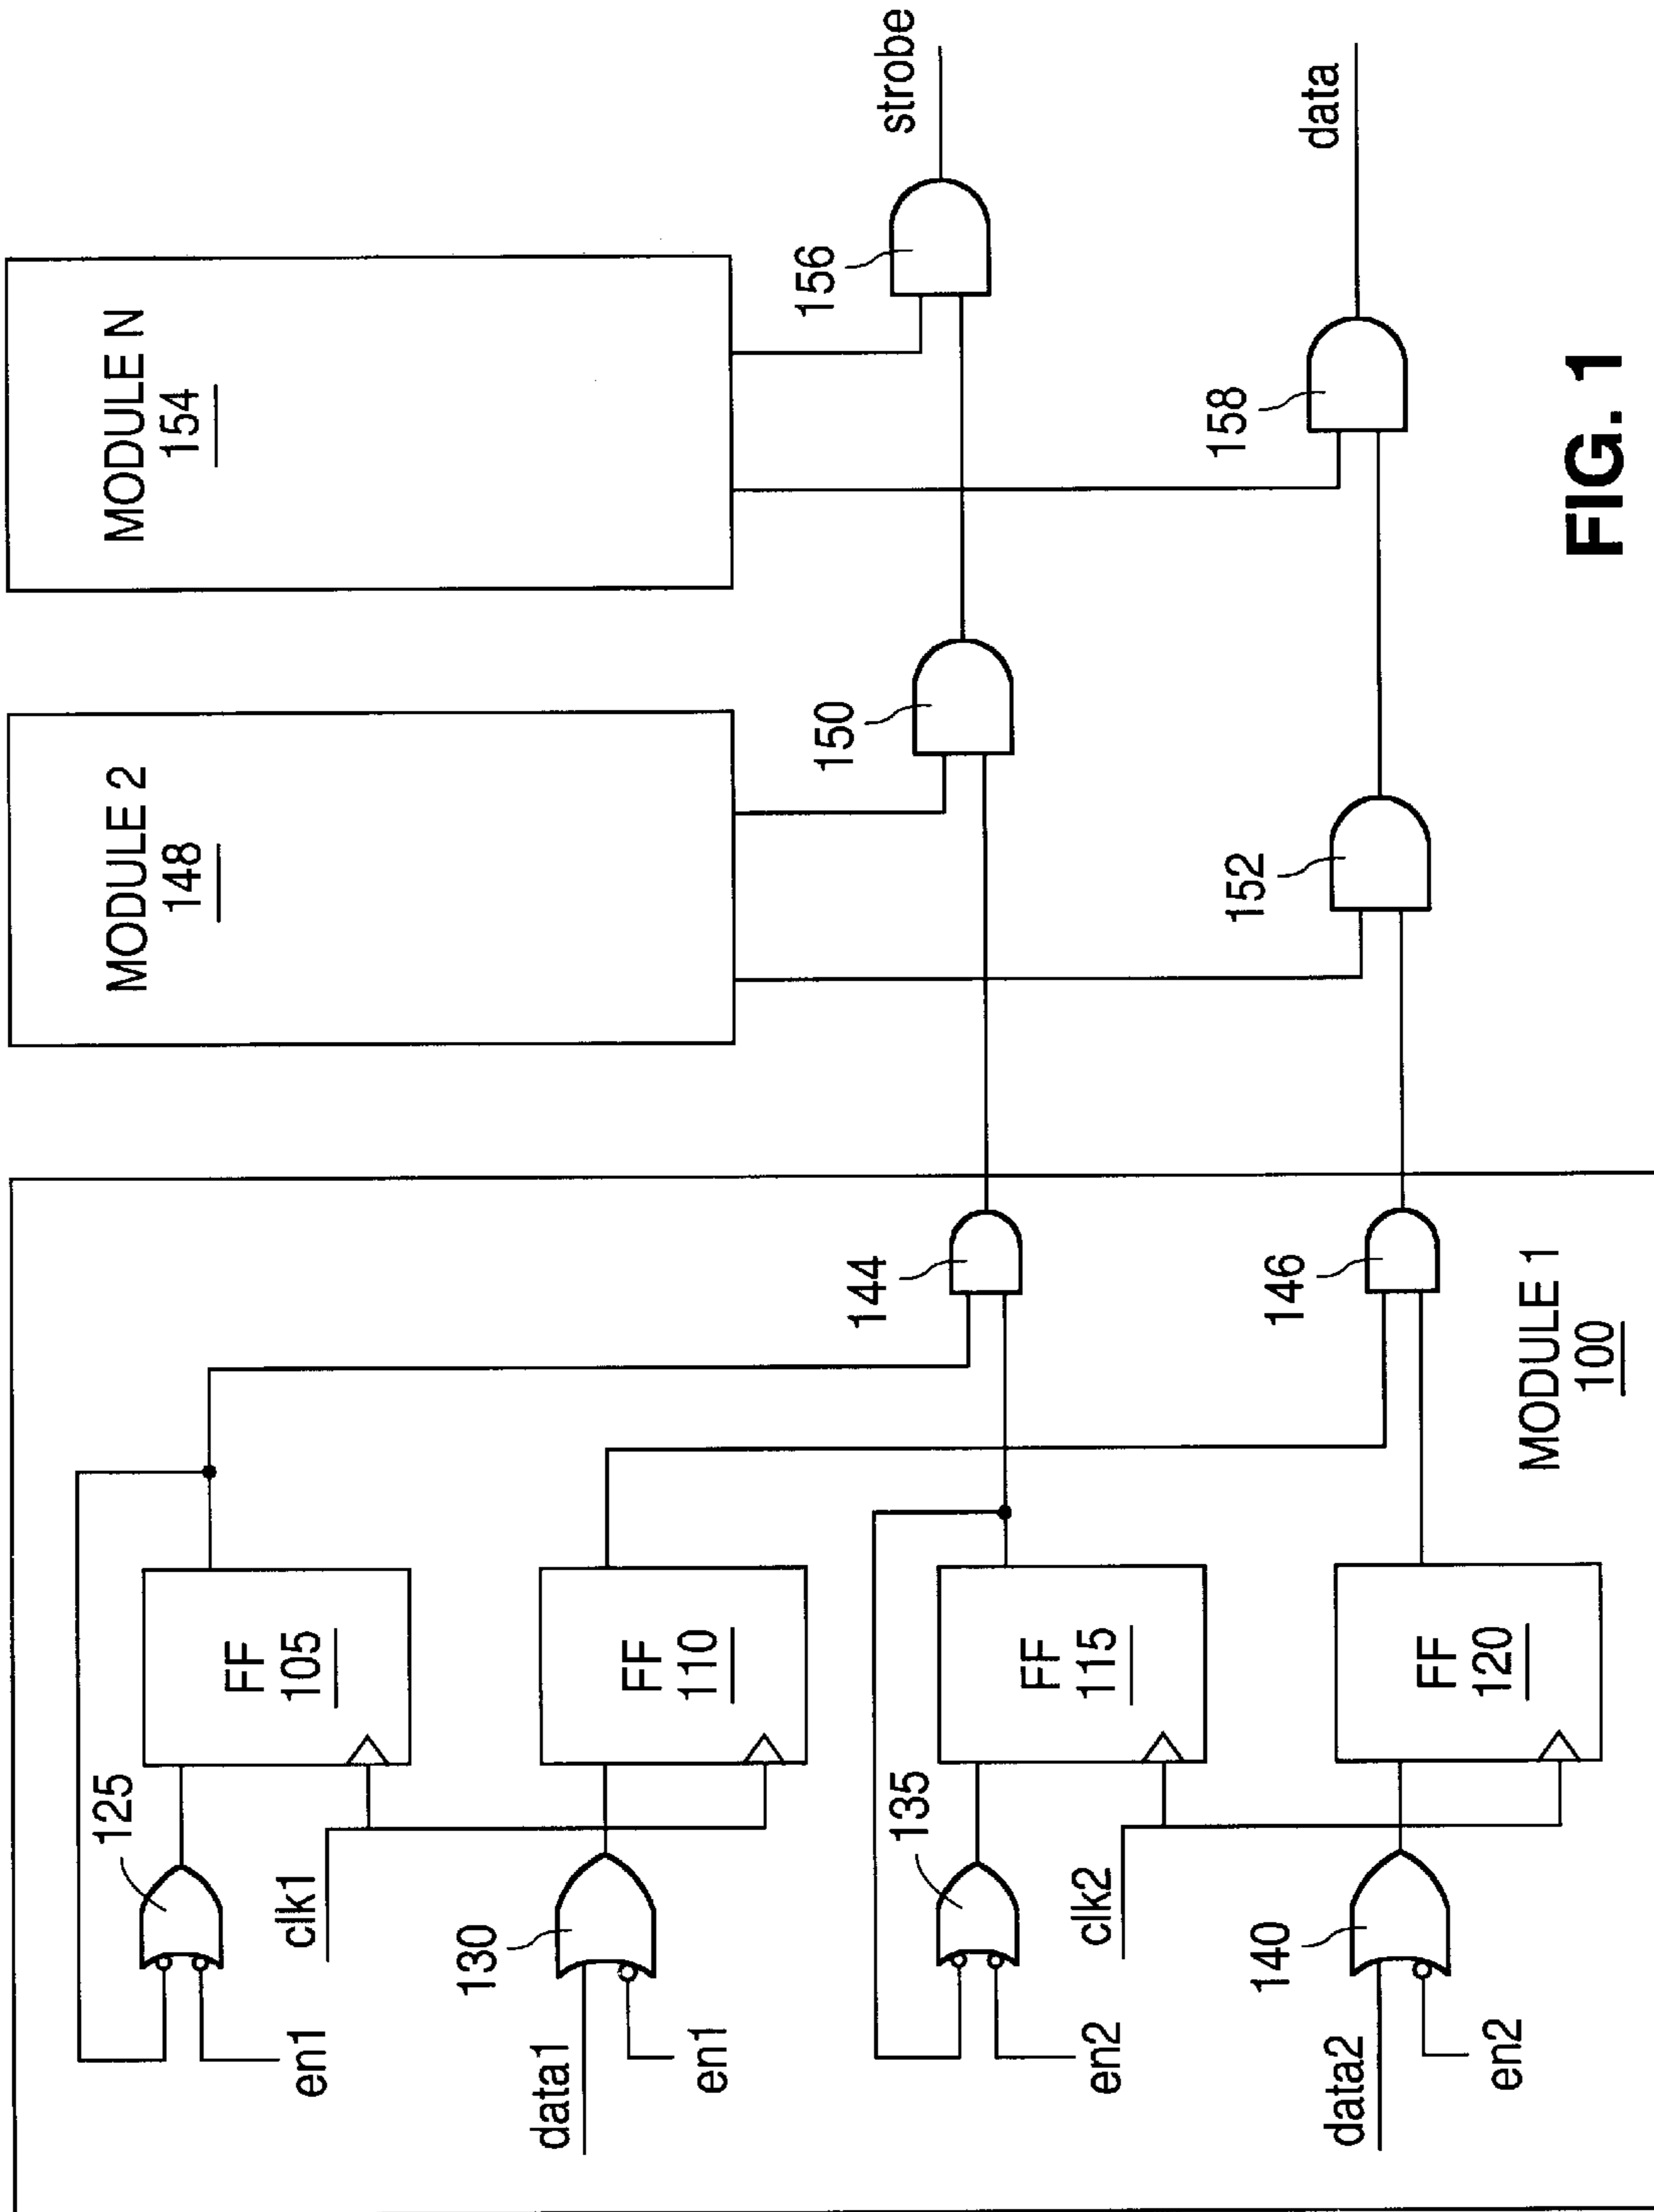 MODULE N
154
MODULE 2
148
strobe
156
150
data
158
152
144
146
MODULE 1
100
FF
105
125
en1
clk1
FF
110
130
data1
en1
FF
115
135
en2
clk2
FF
120
140
data2
en2
FIG. 1